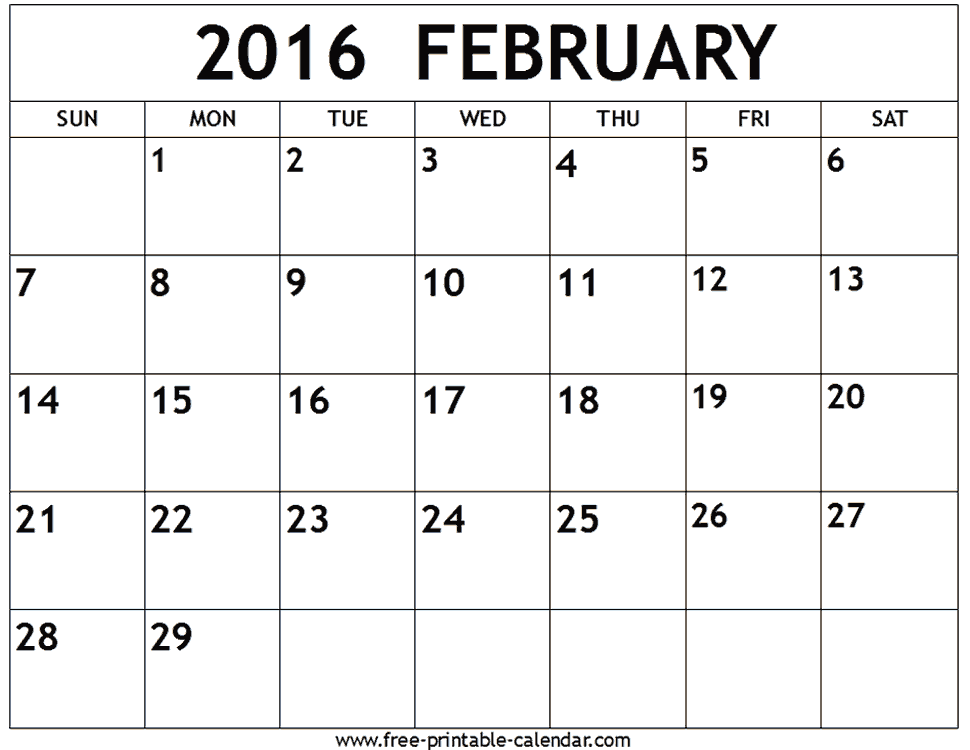 2016 FEBRUARY
SUN MON TUE WED THU FRI SAT
1 2 3 4 5 6
7 8 9 10 11 12 13
14 15 16 17 18 19 20
21 22 23 24 25 26 27
28 29
www.free-printable-calendar.com